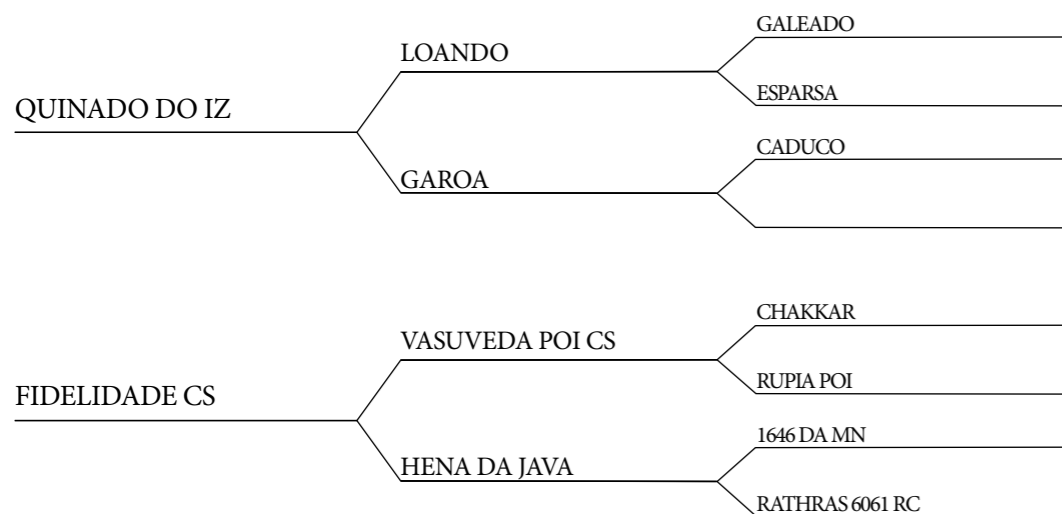 GALEADO
LOANDO
ESPARSA
QUINADO DO IZ
CADUCO
GAROA
CHAKKAR
VASUVEDA POI CS
RUPIA POI
FIDELIDADE CS
1646 DA MN
HENA DA JAVA
RATHRAS 6061 RC